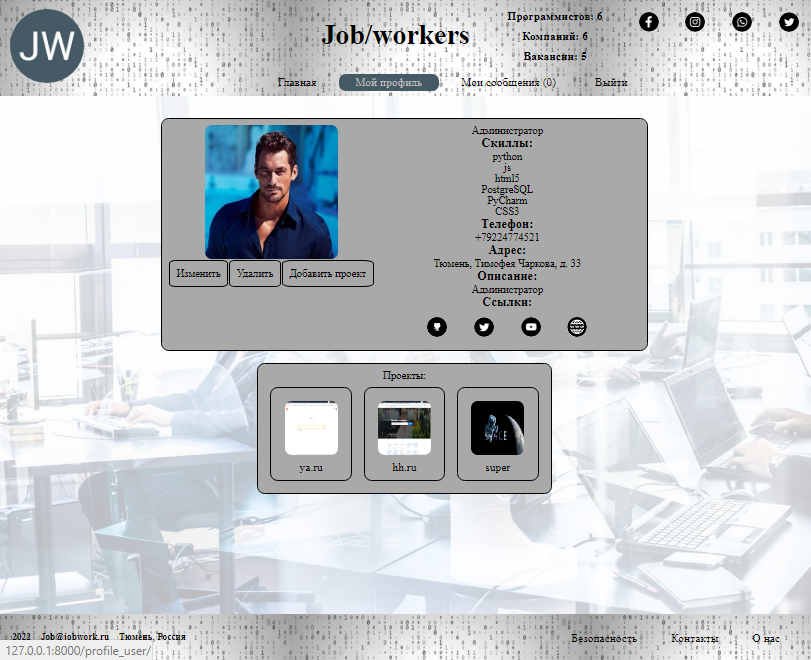 JW
Job/workers
Программистов: 6
Компаний: 6
Вакансии: 5
Главная
Мой профиль
Мои сообщения (0)
Выйти
Администратор
Скиллы:
python
js
html5
PostgreSQL
PyCharm
CSS3
Телефон:
+79224774521
Адрес:
Тюмень, Тимофея Чаркова, д. 33
Описание:
Администратор
Ссылки:
Изменить
Удалить
Добавить проект
Проекты:
ya.ru
hh.ru
super
2022 Job@jobwork.ru Тюмень, Россия
Безопасность
Контакты
О нас
127.0.0.1:8000/profile_user/